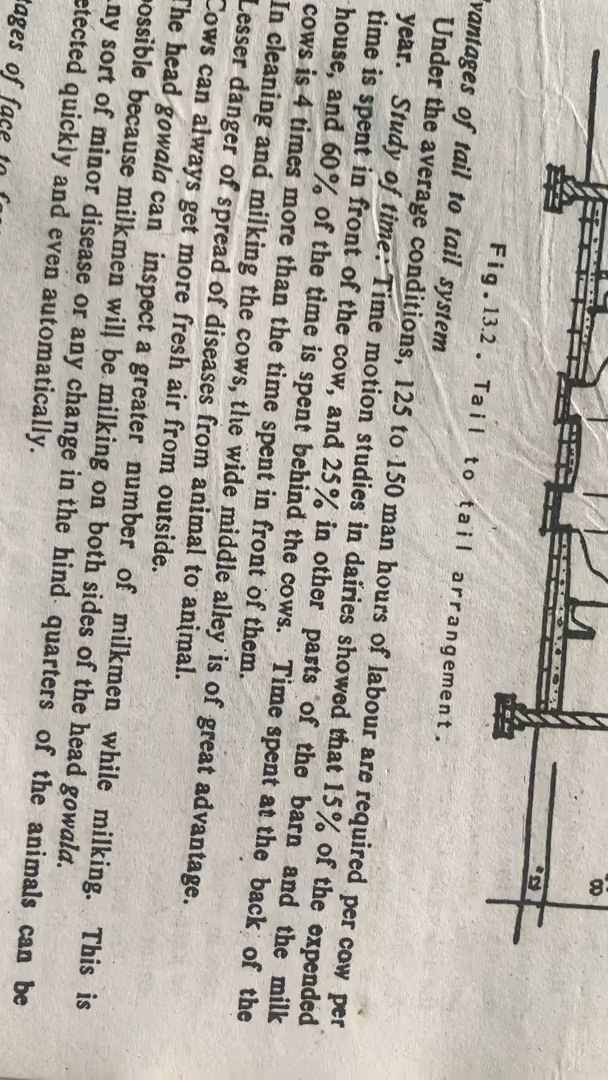 Fig. 13.2. Tail to tail arrangement.
vantages of tail to tail system
Under the average conditions, 125 to 150 man hours of labour are required per cow per
year. Study of time: Time motion studies in dairies showed that 15% of the expended
time is spent in front of the cow, and 25% in other parts of the barn and the milk
house, and 60% of the time is spent behind the cows. Time spent at the back of the
cows is 4 times more than the time spent in front of them.
In cleaning and milking the cows, the wide middle alley is of great advantage.
Lesser danger of spread of diseases from animal to animal.
Cows can always get more fresh air from outside.
The head gowala can inspect a greater number of milkmen while milking. This is
possible because milkmen will be milking on both sides of the head gowala.
ny sort of minor disease or any change in the hind quarters of the animals can be
etected quickly and even automatically.
tages of face to